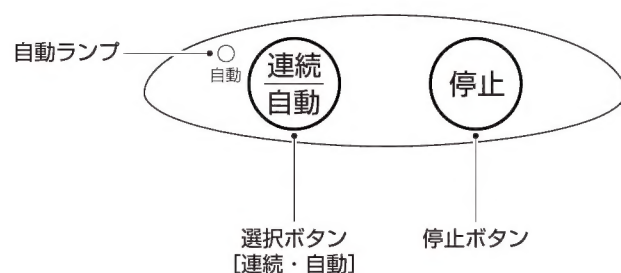 自動ランプ
自動
連続
自動
停止
選択ボタン
[連続・自動]
停止ボタン